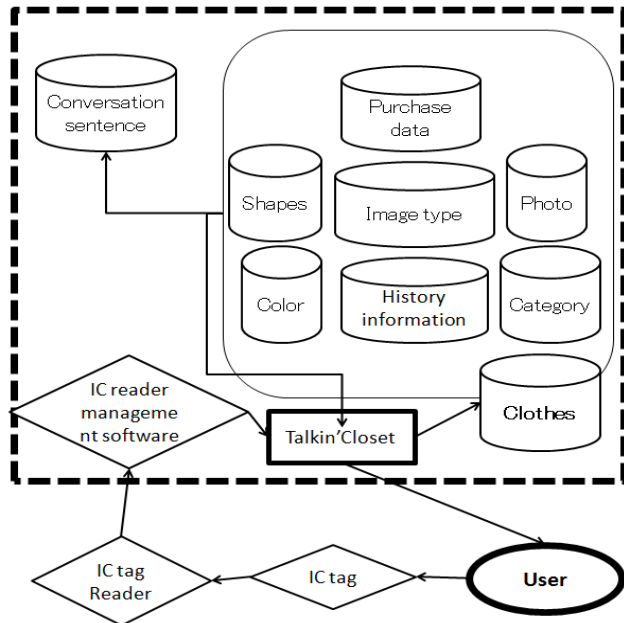 Conversation
sentence
Purchase
data
Shapes
Image type
Photo
Color
History
information
Category
IC reader
manageme
nt software
Talkin'Closet
Clothes
IC tag
Reader
IC tag
User